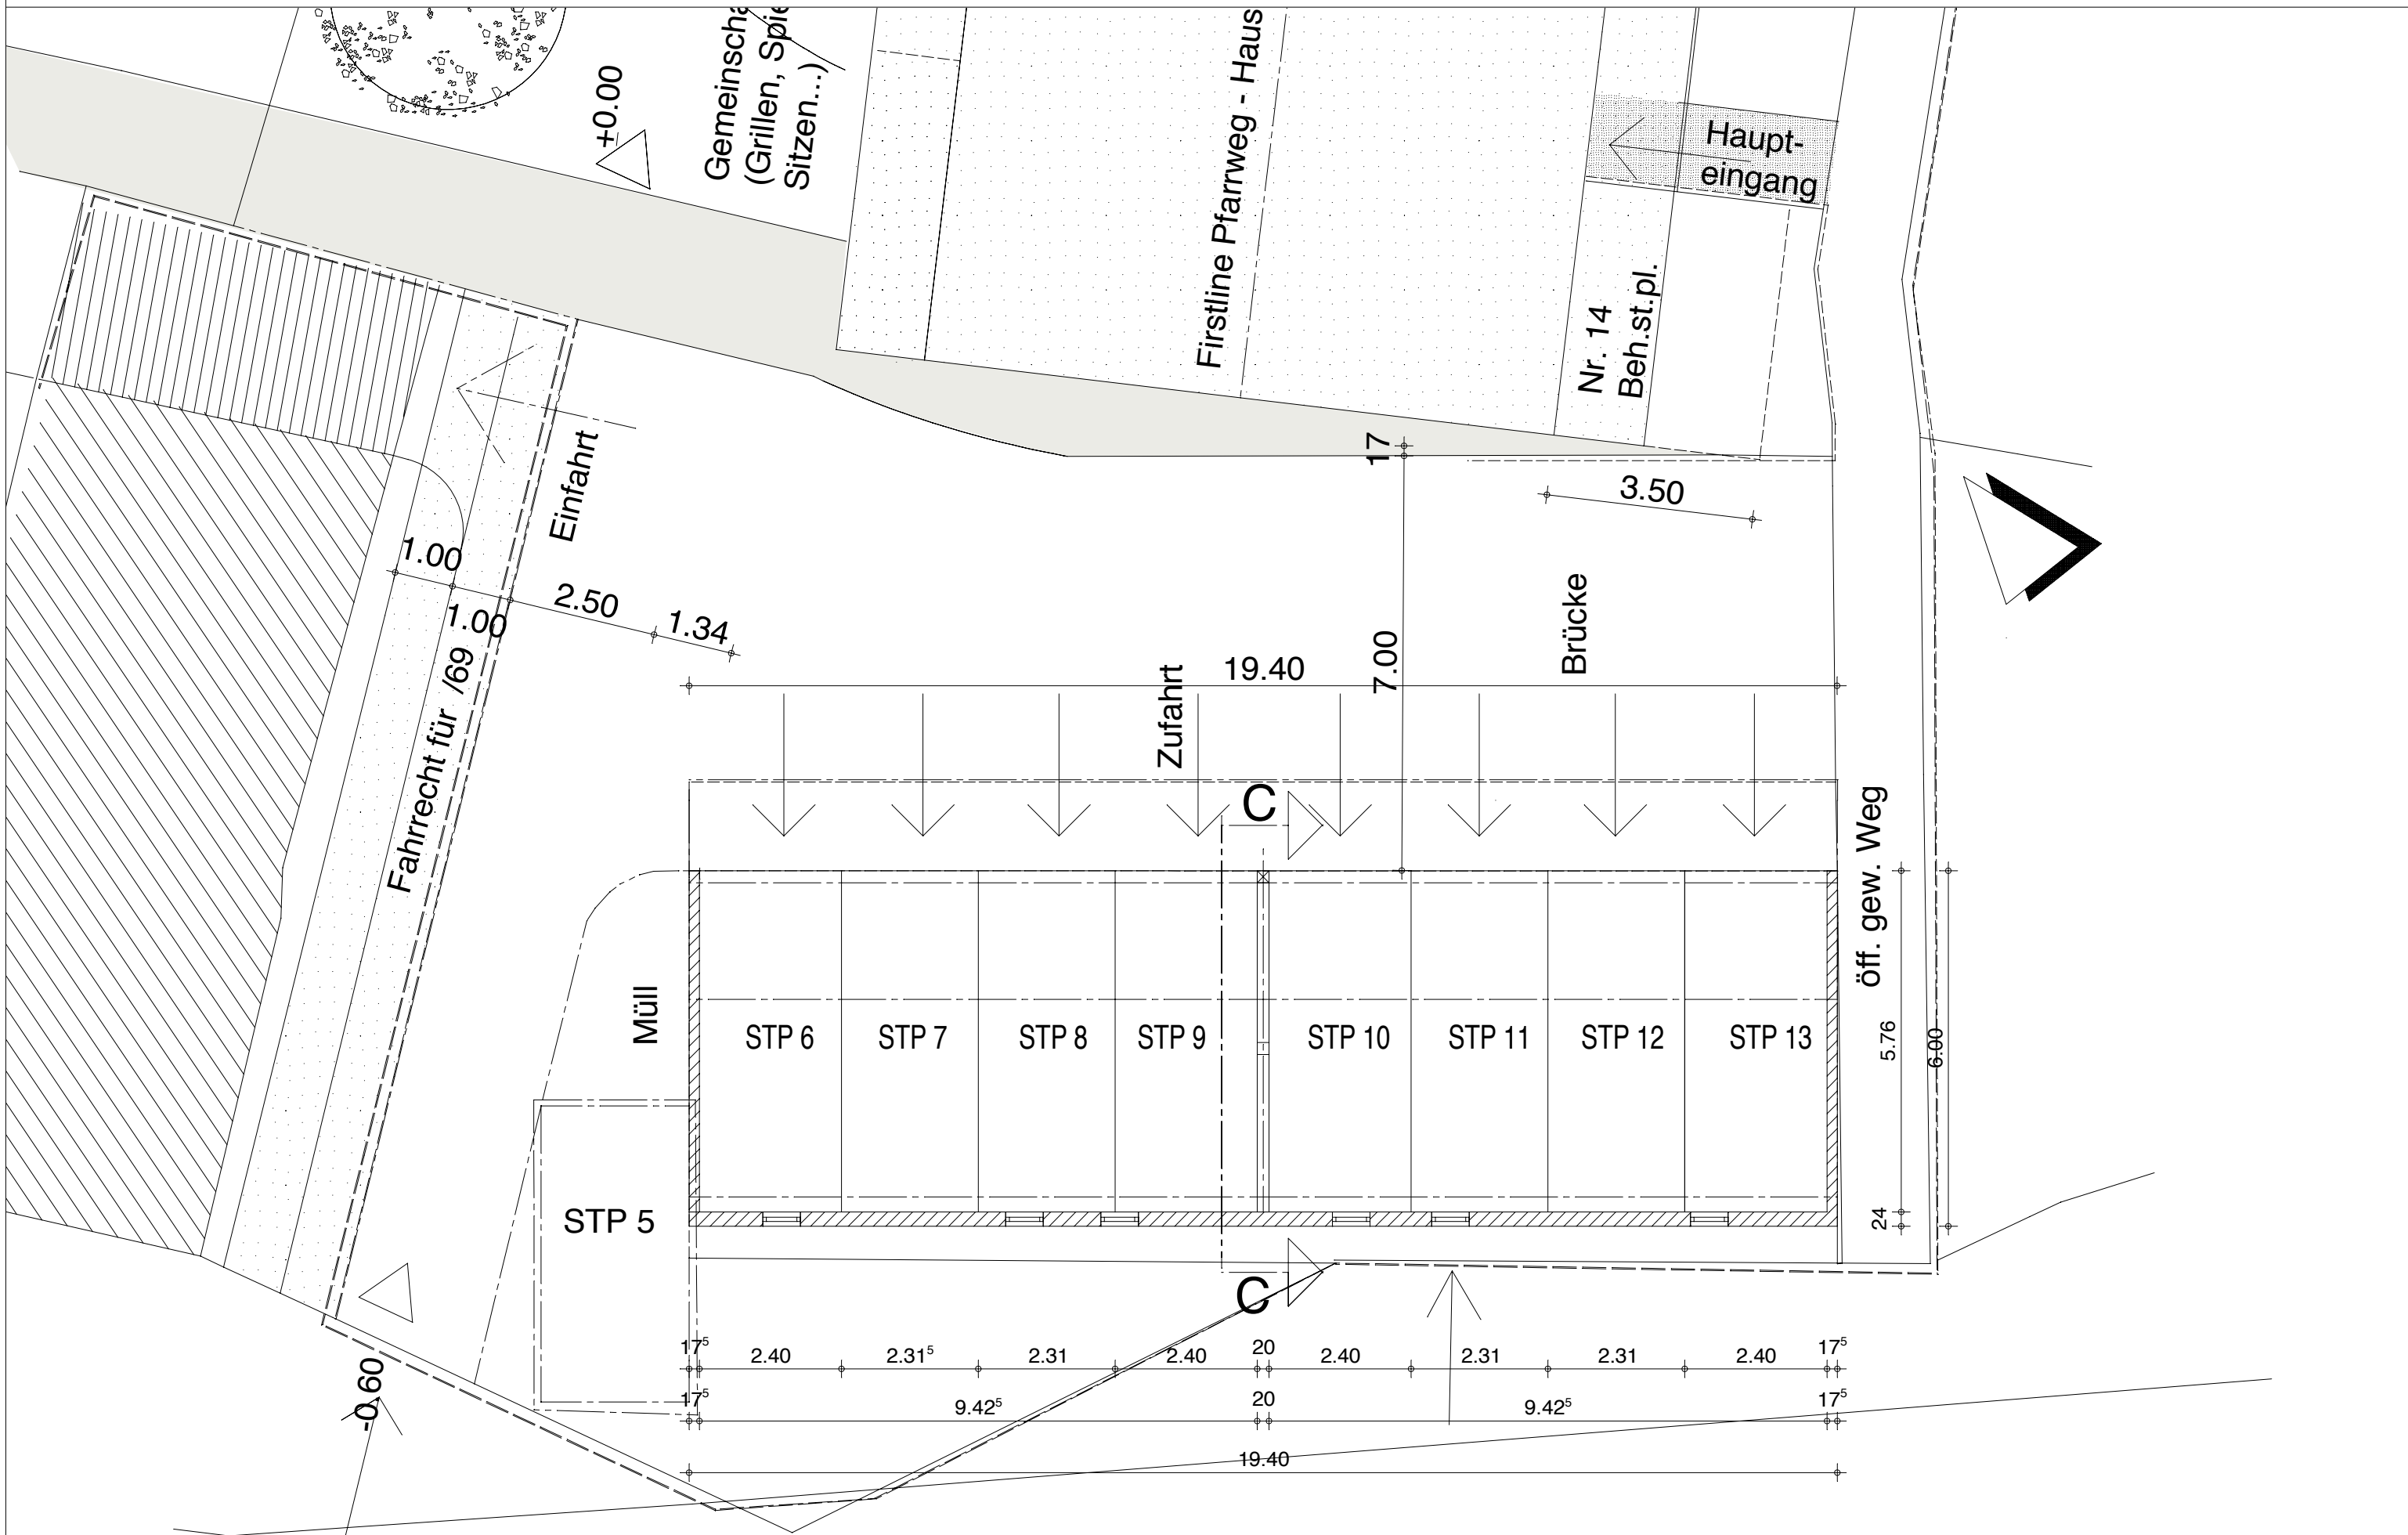 +0.00
Gemeinscha
(Grillen, Spie
Sitzen...)
Firstline Pfarrweg - Haus
Haupt-
eingang
Nr. 14
Beh.st.pl.
17
3.50
Einfahrt
1.00
1.00
2.50
1.34
Fahrrecht für /69
Brücke
7.00
19.40
Zufahrt
C
öff. gew. Weg
Müll
STP 6
STP 7
STP 8
STP 9
STP 10
STP 11
STP 12
STP 13
5.76
6.00
24
STP 5
C
-0.60
17⁵ 2.40 2.31⁵ 2.31 2.40 20 2.40 2.31 2.31 2.40 17⁵
17⁵ 9.42⁵ 20 9.42⁵ 17⁵
19.40